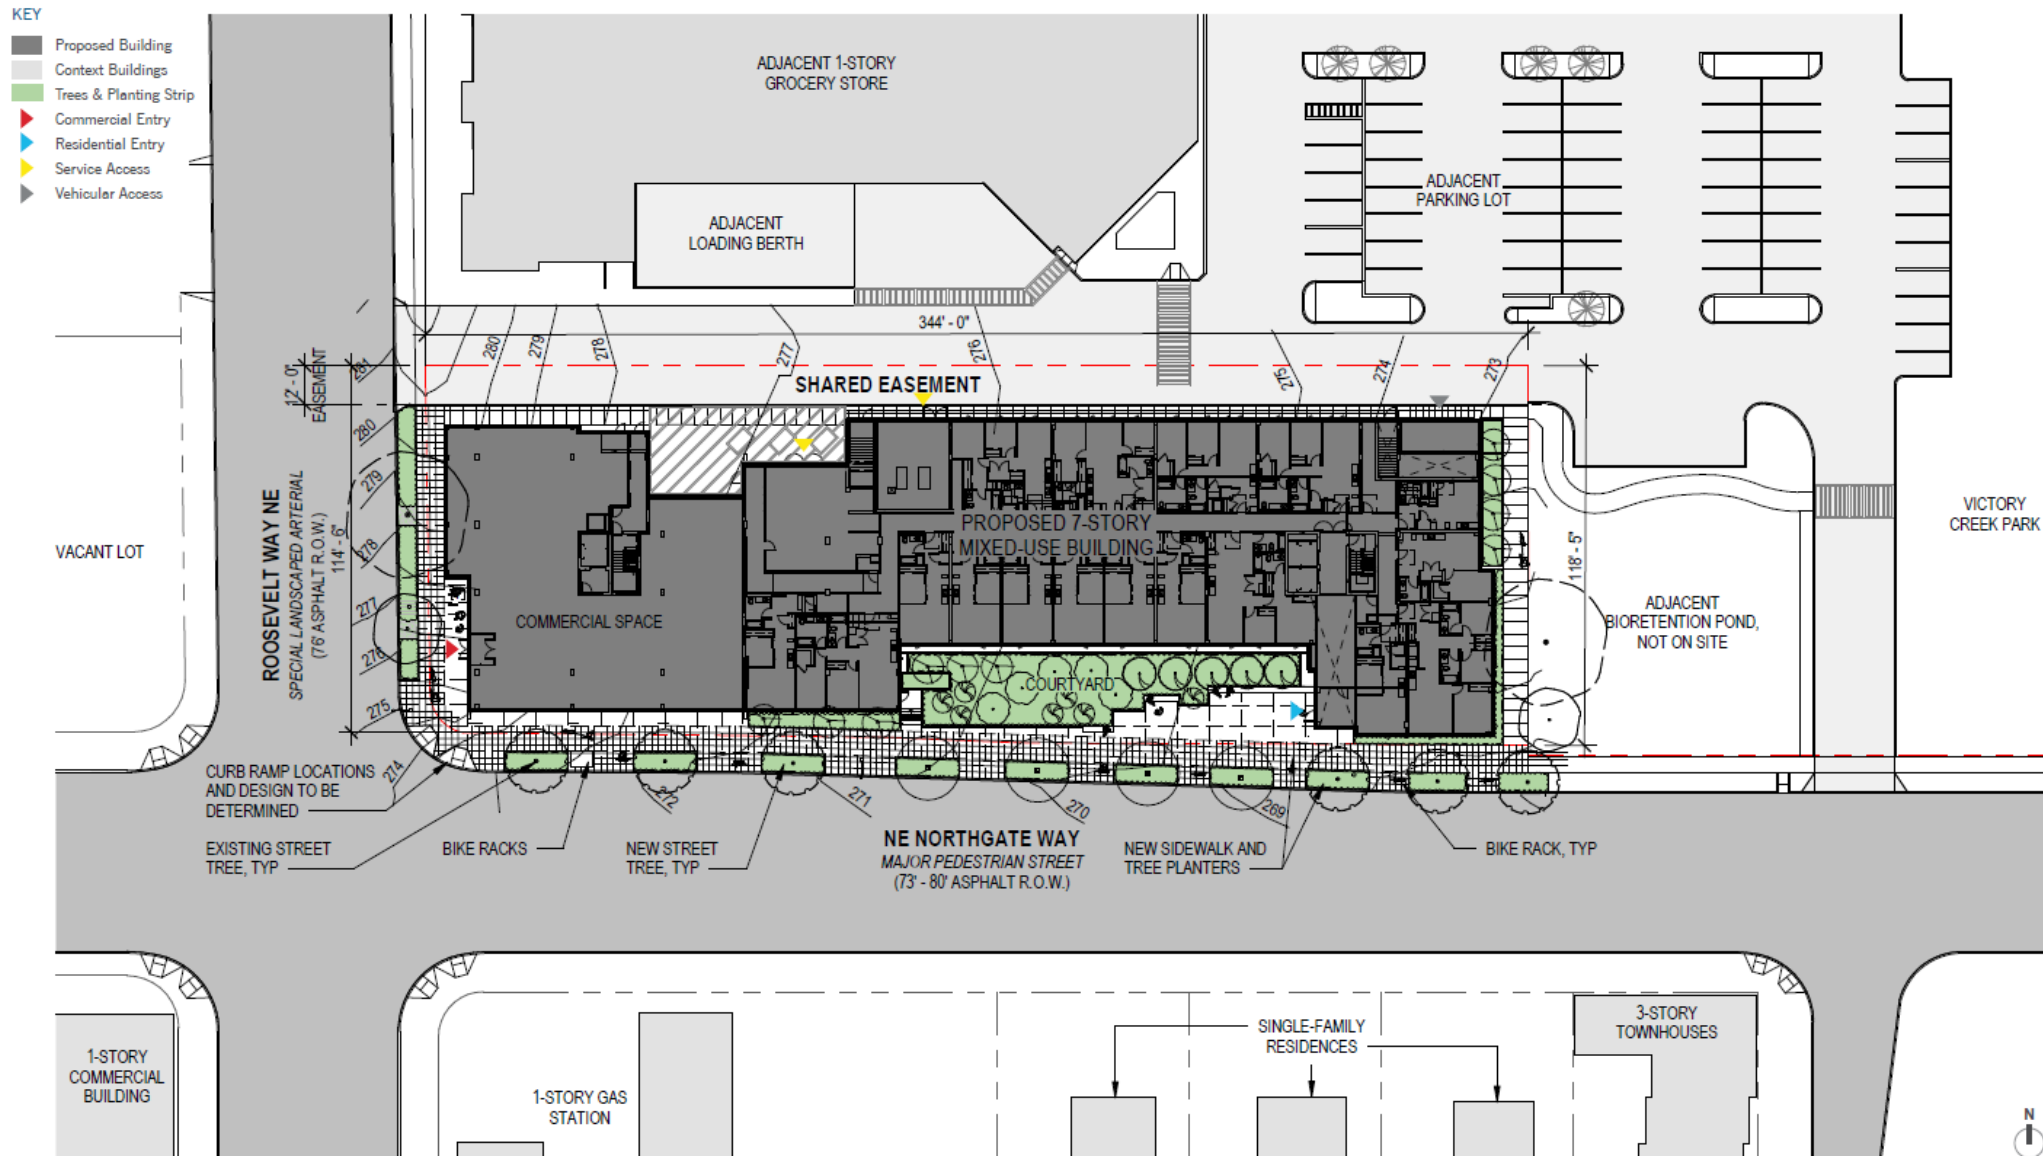 KEY
Proposed Building
Context Buildings
Trees & Planting Strip
Commercial Entry
Residential Entry
Service Access
Vehicular Access
ADJACENT 1-STORY
GROCERY STORE
ADJACENT
LOADING BERTH
ADJACENT
PARKING LOT
344' - 0"
280
279
278
277
276
275
274
273
281
12' - 0"
EASEMENT
SHARED EASEMENT
280
279
278
277
276
275
274
ROOSEVELT WAY NE
SPECIAL LANDSCAPED ARTERIAL
(76' ASPHALT R.O.W.)
114' - 6"
VACANT LOT
PROPOSED 7-STORY
MIXED-USE BUILDING
COMMERCIAL SPACE
COURTYARD
118' - 5"
ADJACENT
BIORETENTION POND,
NOT ON SITE
VICTORY
CREEK PARK
CURB RAMP LOCATIONS
AND DESIGN TO BE
DETERMINED
EXISTING STREET
TREE, TYP
BIKE RACKS
272
NEW STREET
TREE, TYP
271
270
269
NE NORTHGATE WAY
MAJOR PEDESTRIAN STREET
(73' - 80' ASPHALT R.O.W.)
NEW SIDEWALK AND
TREE PLANTERS
BIKE RACK, TYP
1-STORY
COMMERCIAL
BUILDING
1-STORY GAS
STATION
SINGLE-FAMILY
RESIDENCES
3-STORY
TOWNHOUSES
N